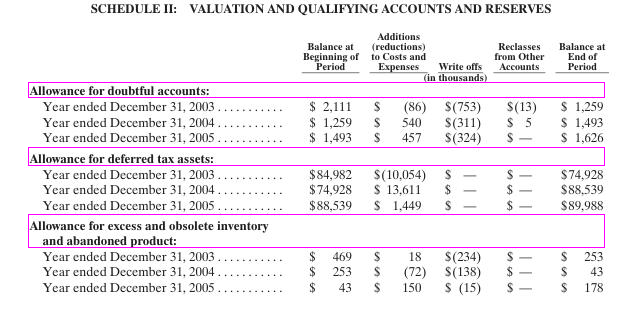 SCHEDULE II: VALUATION AND QUALIFYING ACCOUNTS AND RESERVES
Balance at Beginning of Period Additions (reductions) to Costs and Expenses Write offs Reclasses from Other Accounts Balance at End of Period
(in thousands)
Allowance for doubtful accounts:
Year ended December 31, 2003 . . . . . . . . . . . $ 2,111 $ (86) $(753) $(13) $ 1,259
Year ended December 31, 2004 . . . . . . . . . . . $ 1,259 $ 540 $(311) $ 5 $ 1,493
Year ended December 31, 2005 . . . . . . . . . . . $ 1,493 $ 457 $(324) $ — $ 1,626
Allowance for deferred tax assets:
Year ended December 31, 2003 . . . . . . . . . . . $84,982 $(10,054) $ — $ — $74,928
Year ended December 31, 2004 . . . . . . . . . . . $74,928 $ 13,611 $ — $ — $88,539
Year ended December 31, 2005 . . . . . . . . . . . $88,539 $ 1,449 $ — $ — $89,988
Allowance for excess and obsolete inventory
and abandoned product:
Year ended December 31, 2003 . . . . . . . . . . . $ 469 $ 18 $(234) $ — $ 253
Year ended December 31, 2004 . . . . . . . . . . . $ 253 $ (72) $(138) $ — $ 43
Year ended December 31, 2005 . . . . . . . . . . . $ 43 $ 150 $ (15) $ — $ 178